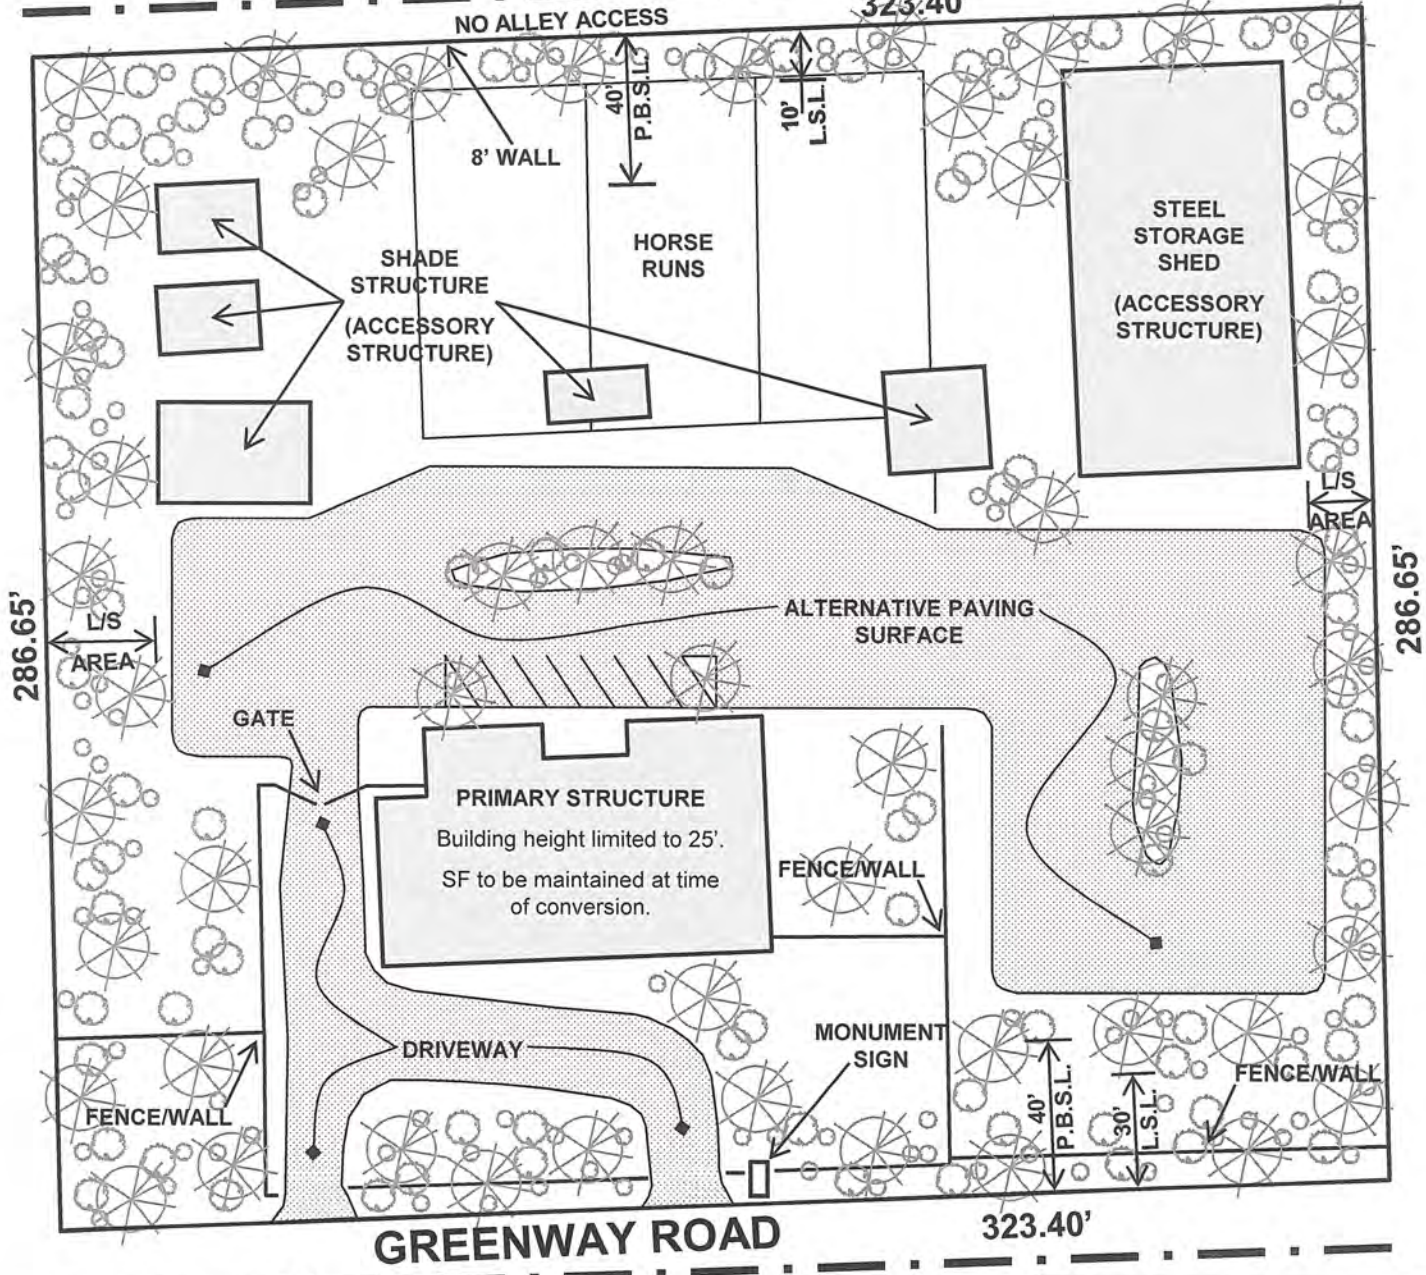 NO ALLEY ACCESS
323.40'
40'
P.B.S.L.
10'
L.S.L.
8' WALL
SHADE
STRUCTURE
(ACCESSORY
STRUCTURE)
HORSE
RUNS
STEEL
STORAGE
SHED
(ACCESSORY
STRUCTURE)
L/S
AREA
286.65'
286.65'
L/S
AREA
ALTERNATIVE PAVING
SURFACE
GATE
PRIMARY STRUCTURE
Building height limited to 25'.
SF to be maintained at time
of conversion.
FENCE/WALL
MONUMENT
SIGN
DRIVEWAY
FENCE/WALL
40'
P.B.S.L.
30'
L.S.L.
FENCE/WALL
GREENWAY ROAD
323.40'